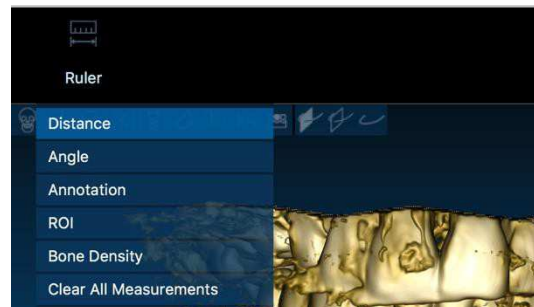 Ruler
Distance
Angle
Annotation
ROI
Bone Density
Clear All Measurements